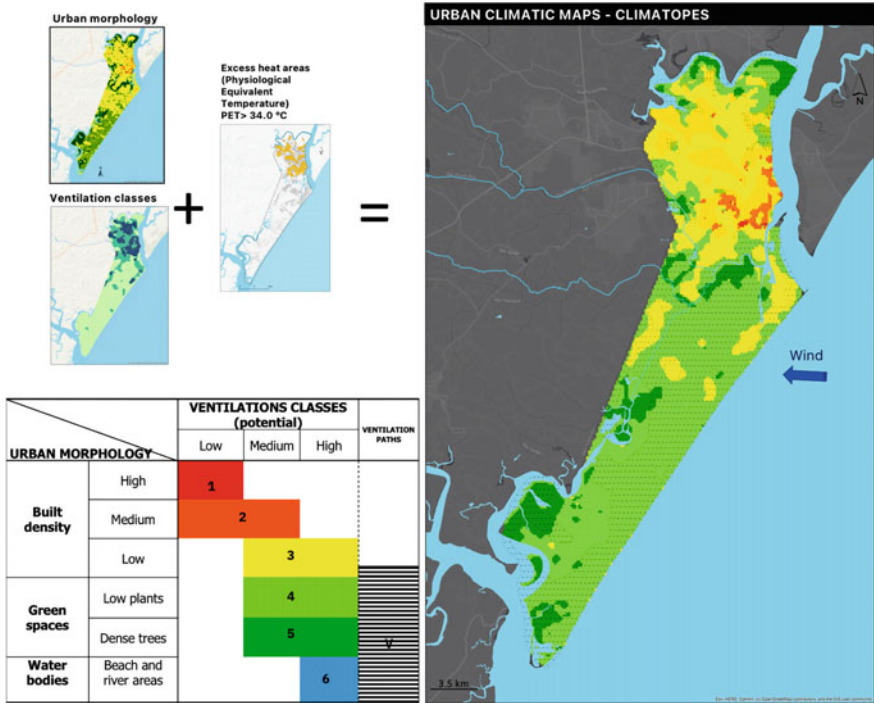 Urban morphology
Excess heat areas
(Physiological
Equivalent
Temperature)
PET> 34.0 °C
Ventilation classes
+
=
URBAN CLIMATIC MAPS - CLIMATOPES
N
Wind
3.5 km
VENTILATIONS CLASSES
(potential)
VENTILATION
PATHS
URBAN MORPHOLOGY
Low
Medium
High
Built
density
High
1
Medium
2
Low
3
Green
spaces
Low plants
4
Dense trees
5
V
Water
bodies
Beach and
river areas
6